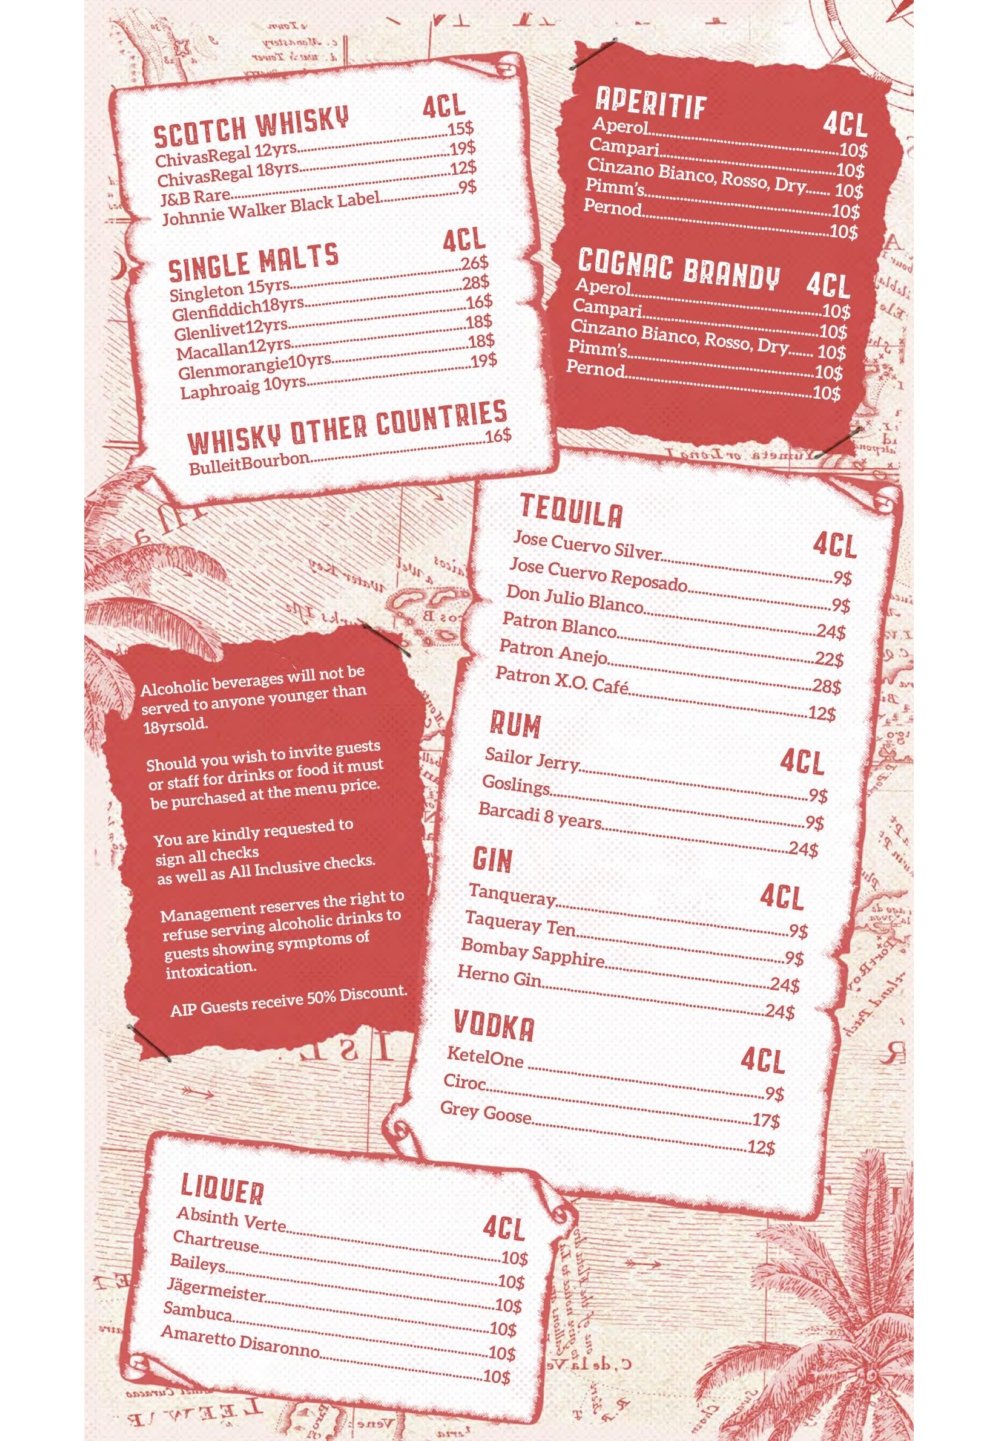 SCOTCH WHISKY 4CL
ChivasRegal 12yrs 15$
ChivasRegal 18yrs 19$
J&B Rare 12$
Johnnie Walker Black Label 9$
SINGLE MALTS 4CL
Singleton 15yrs 26$
Glenfiddich18yrs 28$
Glenlivet12yrs 16$
Macallan12yrs 18$
Glenmorangie10yrs 18$
Laphroaig 10yrs 19$
WHISKY OTHER COUNTRIES
BulleitBourbon 16$
APERITIF 4CL
Aperol 10$
Campari 10$
Cinzano Bianco, Rosso, Dry 10$
Pimm's 10$
Pernod 10$
COGNAC BRANDY 4CL
Aperol 10$
Campari 10$
Cinzano Bianco, Rosso, Dry 10$
Pimm's 10$
Pernod 10$
TEQUILA 4CL
Jose Cuervo Silver 9$
Jose Cuervo Reposado 9$
Don Julio Blanco 24$
Patron Blanco 22$
Patron Anejo 28$
Patron X.O. Café 12$
RUM 4CL
Sailor Jerry 9$
Goslings 9$
Barcadi 8 years 24$
GIN 4CL
Tanqueray 9$
Taqueray Ten 9$
Bombay Sapphire 24$
Herno Gin 24$
VODKA 4CL
KetelOne 9$
Ciroc 17$
Grey Goose 12$
Alcoholic beverages will not be
served to anyone younger than
18yrsold.
Should you wish to invite guests
or staff for drinks or food it must
be purchased at the menu price.
You are kindly requested to
sign all checks
as well as All Inclusive checks.
Management reserves the right to
refuse serving alcoholic drinks to
guests showing symptoms of
intoxication.
AIP Guests receive 50% Discount.
LIQUER 4CL
Absinth Verte 10$
Chartreuse 10$
Baileys 10$
Jägermeister 10$
Sambuca 10$
Amaretto Disaronno 10$